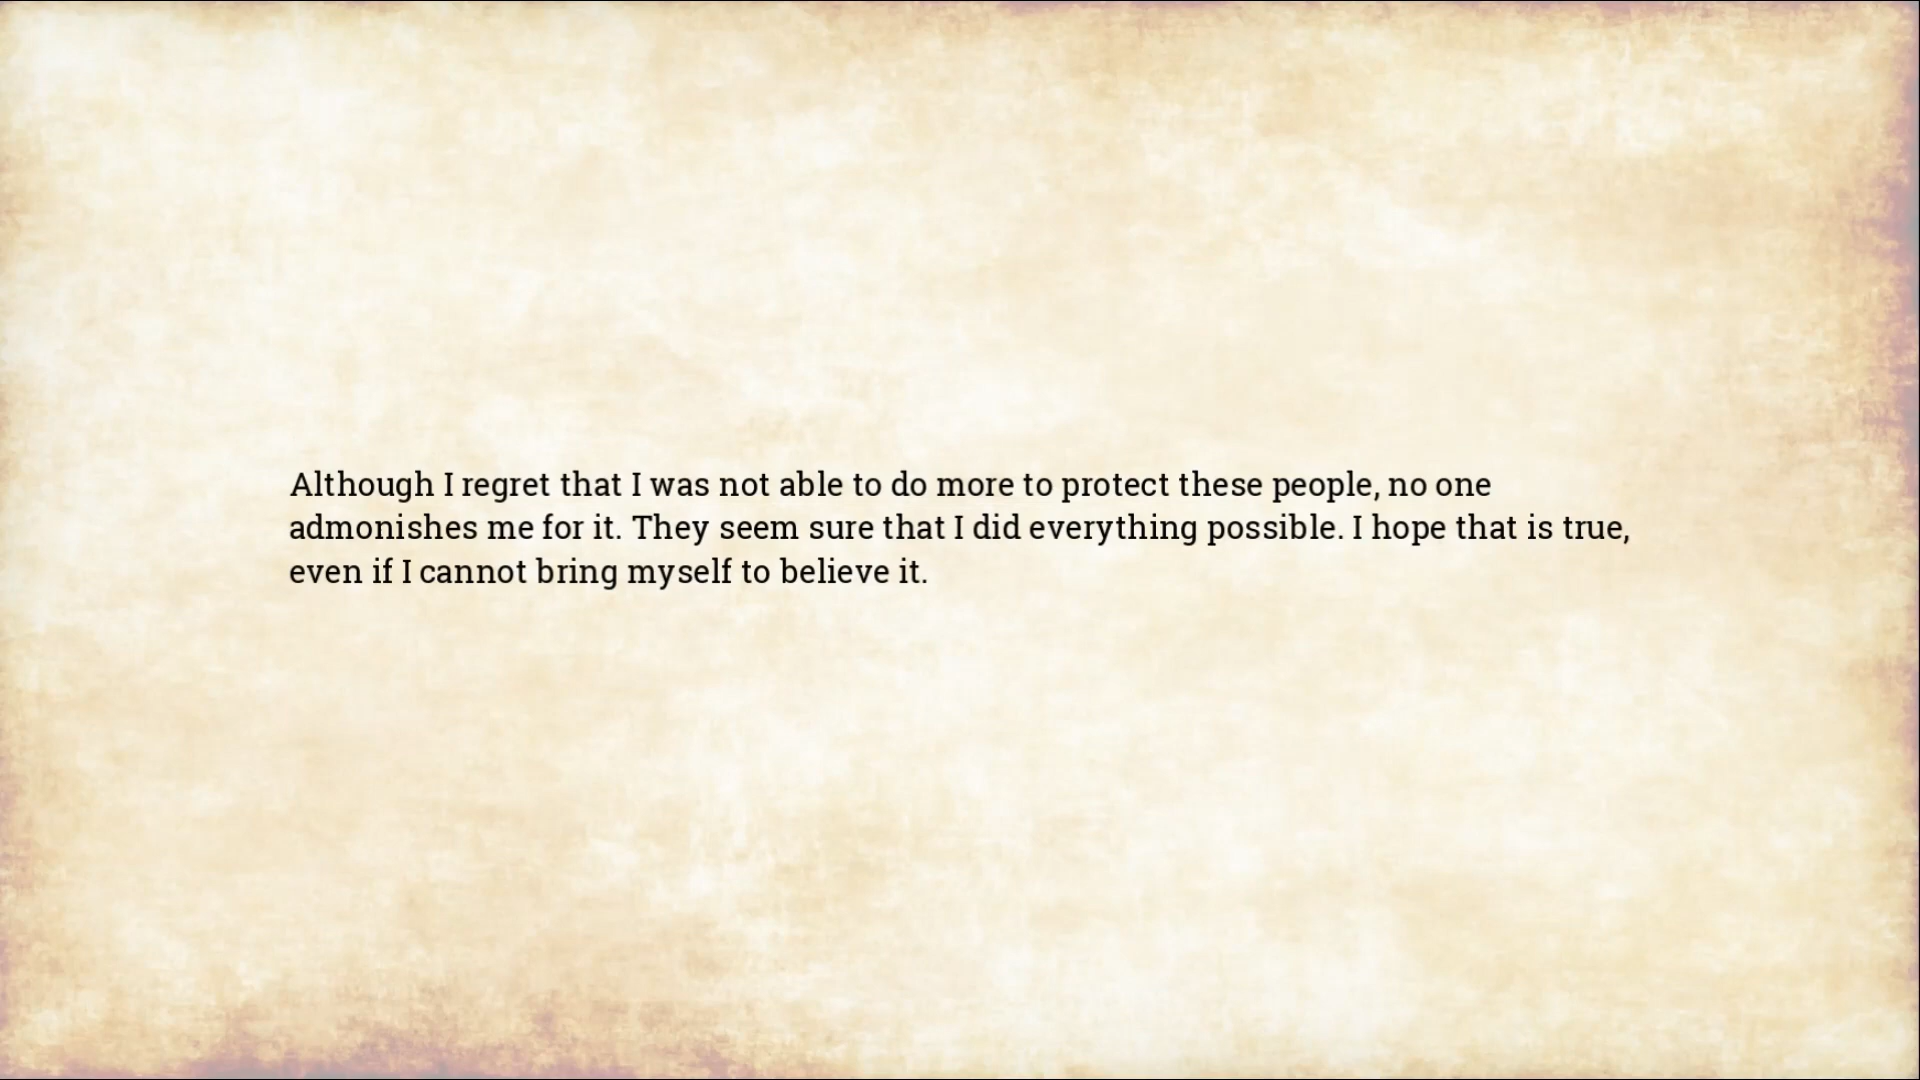 Although I regret that I was not able to do more to protect these people, no one
admonishes me for it. They seem sure that I did everything possible. I hope that is true,
even if I cannot bring myself to believe it.